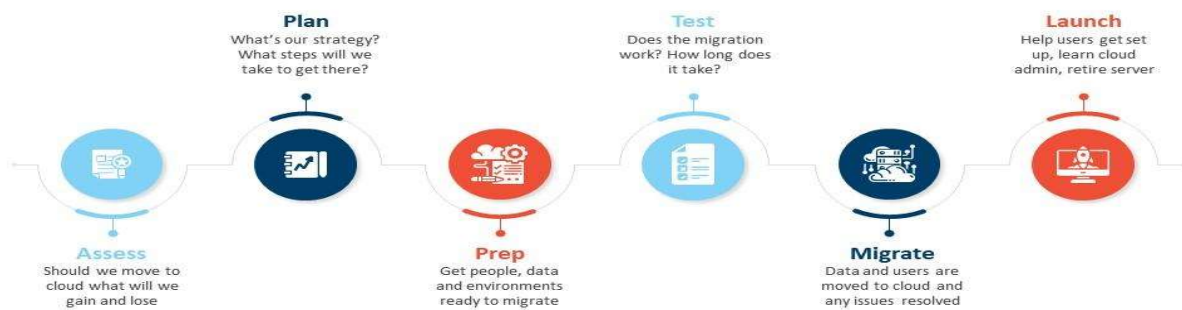 Assess
Should we move to
cloud what will we
gain and lose
Plan
What's our strategy?
What steps will we
take to get there?
Prep
Get people, data
and environments
ready to migrate
Test
Does the migration
work? How long does
it take?
Migrate
Data and users are
moved to cloud and
any issues resolved
Launch
Help users get set
up, learn cloud
admin, retire server